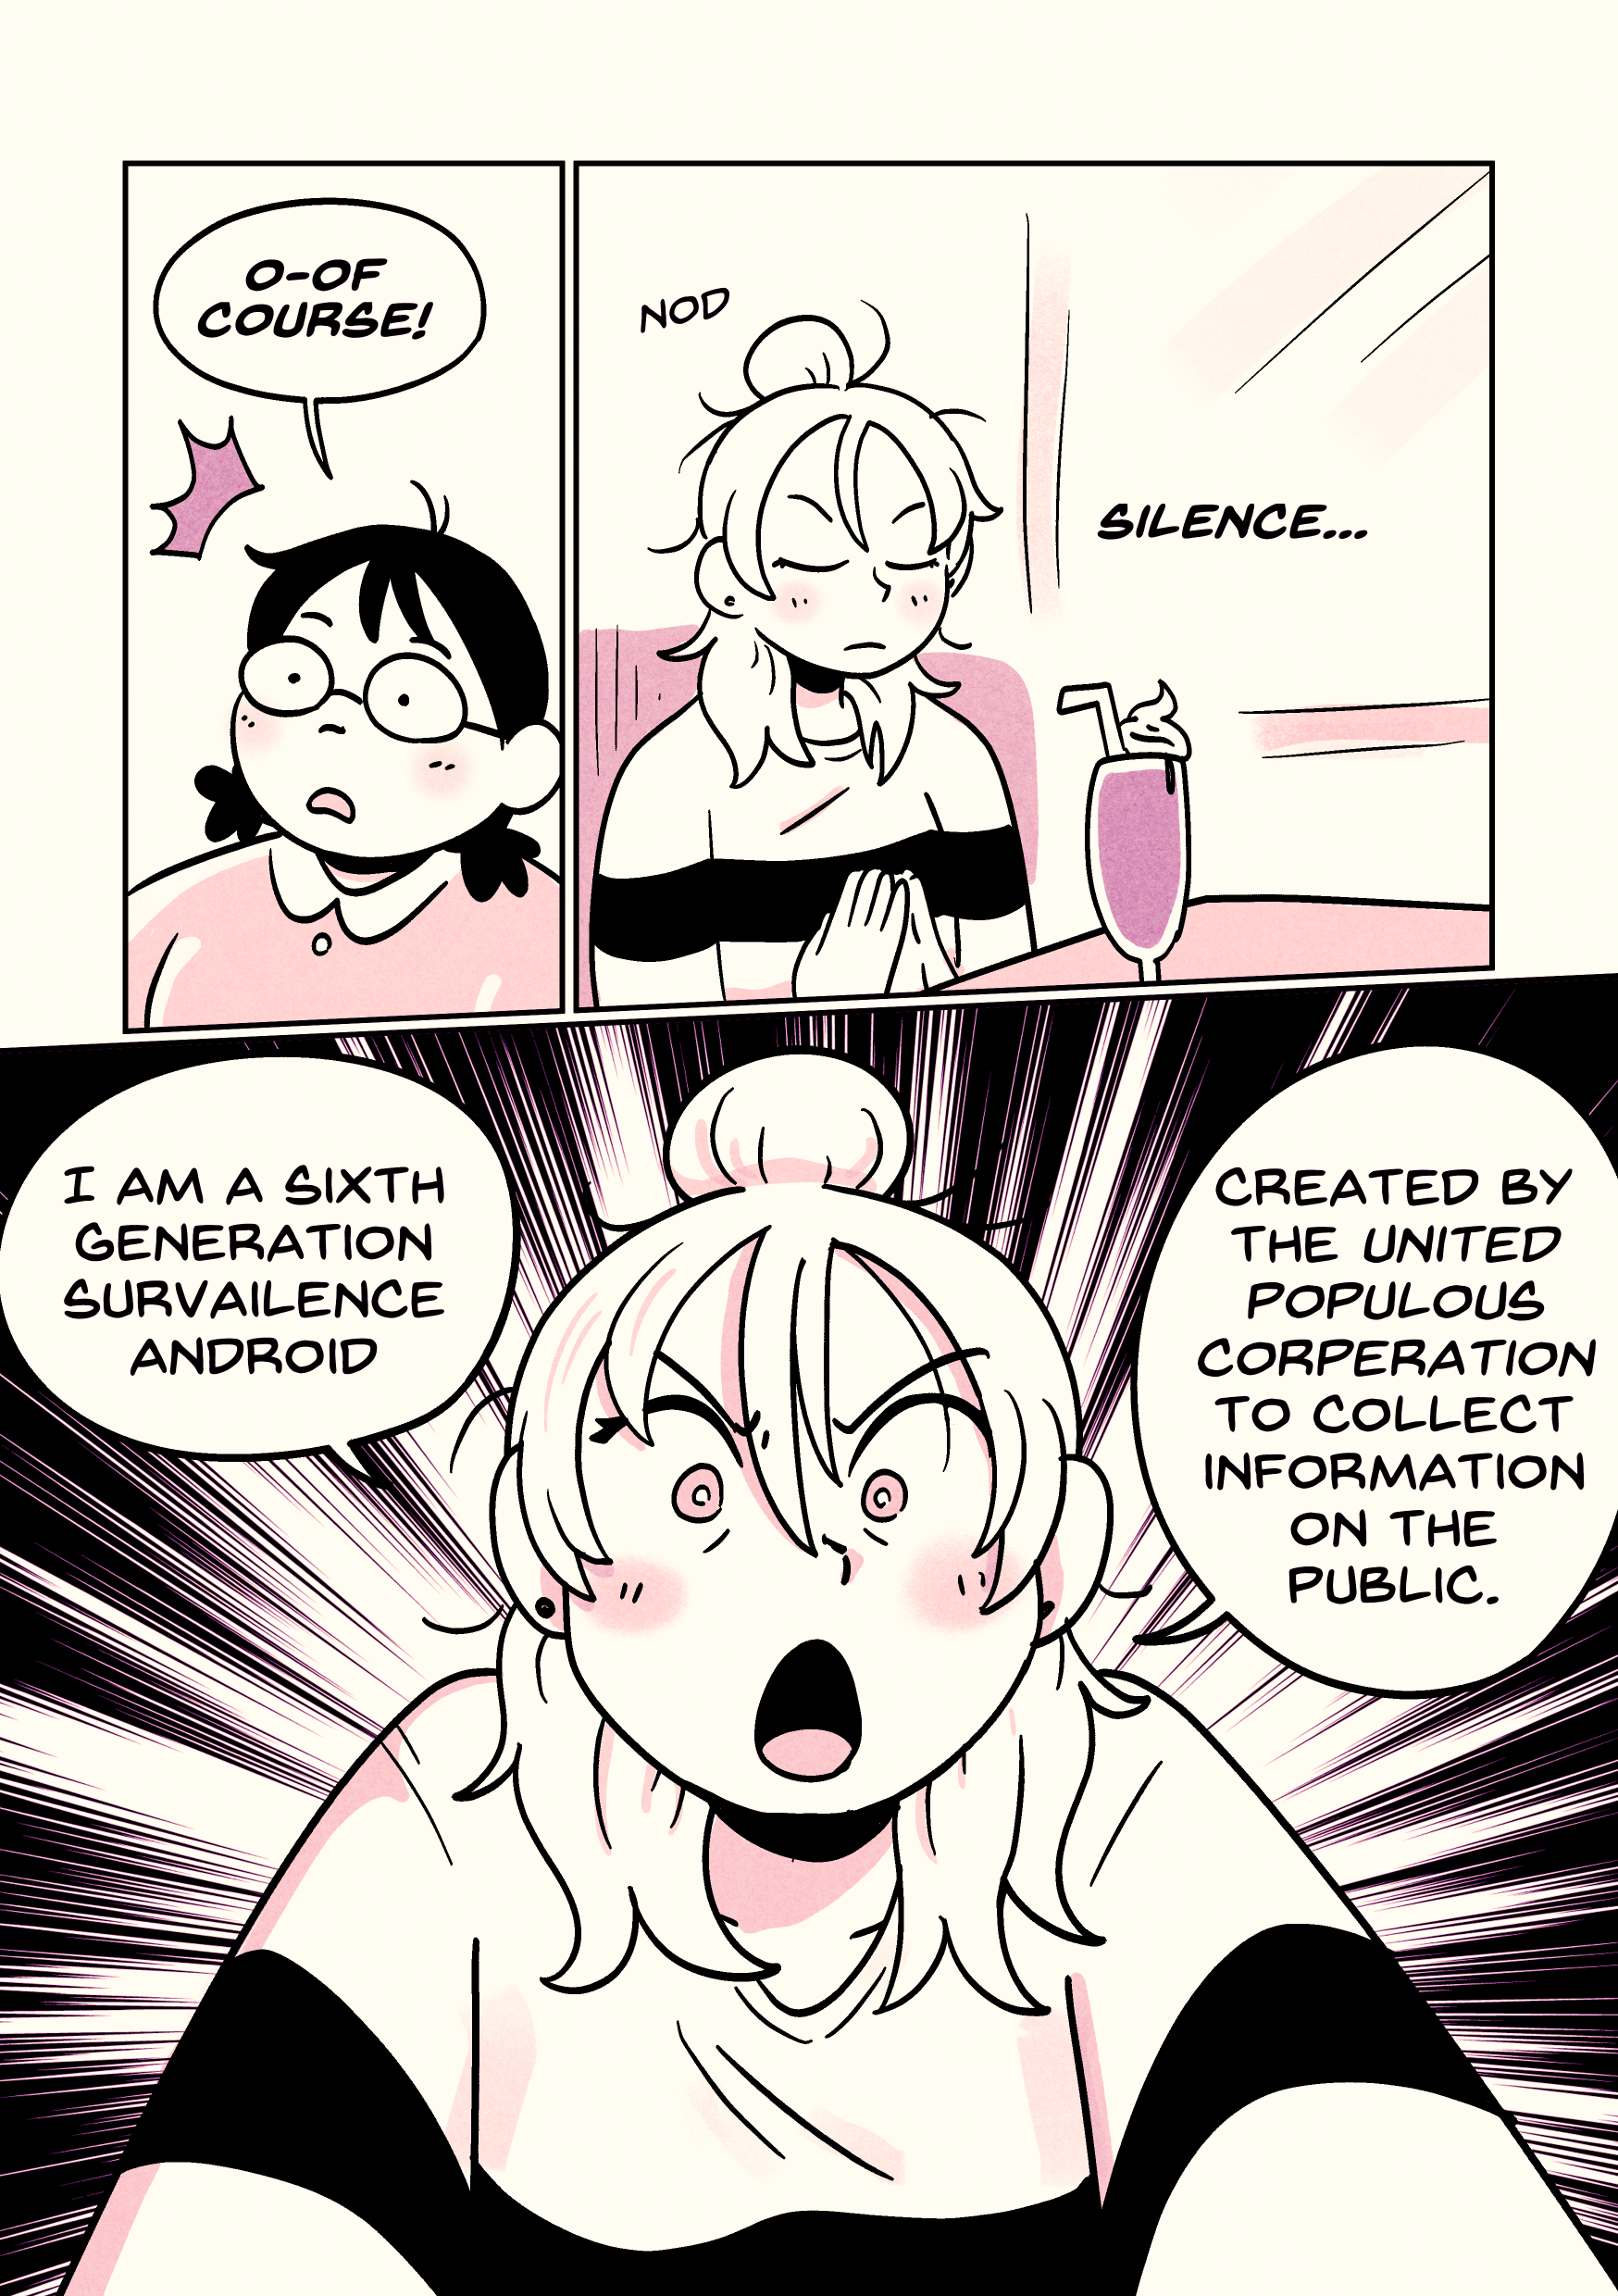 O-OF
COURSE!
NOD
SILENCE...
I AM A SIXTH
GENERATION
SURVAILENCE
ANDROID
CREATED BY
THE UNITED
POPULOUS
CORPERATION
TO COLLECT
INFORMATION
ON THE
PUBLIC.